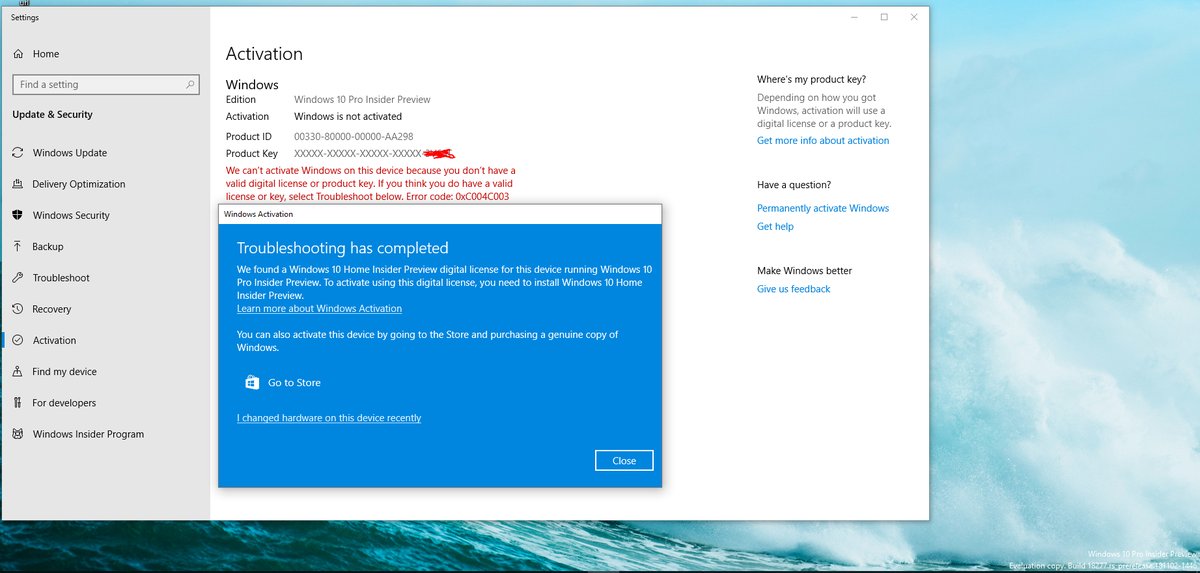 Settings
Home
Find a setting
Update & Security
Windows Update
Delivery Optimization
Windows Security
Backup
Troubleshoot
Recovery
Activation
Find my device
For developers
Windows Insider Program
Activation
Windows
Edition Windows 10 Pro Insider Preview
Activation Windows is not activated
Product ID 00330-80000-00000-AA298
Product Key XXXXX-XXXXX-XXXXX-XXXXX-
We can't activate Windows on this device because you don't have a
valid digital license or product key. If you think you do have a valid
license or key, select Troubleshoot below. Error code: 0xC004C003
Windows Activation
Troubleshooting has completed
We found a Windows 10 Home Insider Preview digital license for this device running Windows 10
Pro Insider Preview. To activate using this digital license, you need to install Windows 10 Home
Insider Preview.
Learn more about Windows Activation
You can also activate this device by going to the Store and purchasing a genuine copy of
Windows.
Go to Store
I changed hardware on this device recently
Close
Where's my product key?
Depending on how you got
Windows, activation will use a
digital license or a product key.
Get more info about activation
Have a question?
Permanently activate Windows
Get help
Make Windows better
Give us feedback
Windows 10 Pro Insider Preview
Evaluation copy. Build 18277.rs_prerelease.181102-144